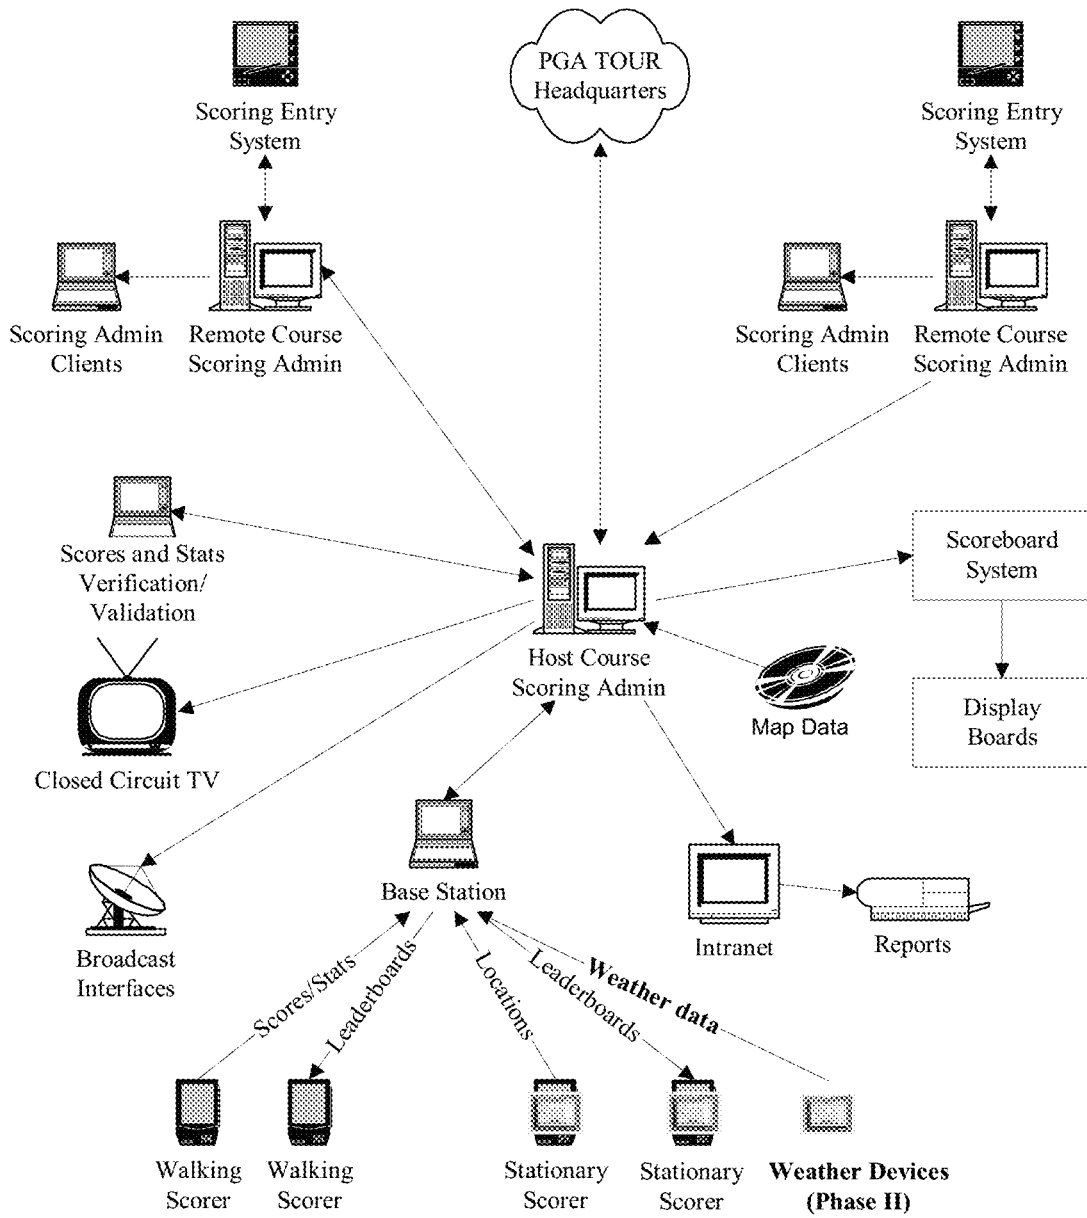 PGA TOUR
Headquarters
Scoring Entry
System
Scoring Entry
System
Scoring Admin
Clients
Remote Course
Scoring Admin
Scoring Admin
Clients
Remote Course
Scoring Admin
Scores and Stats
Verification/
Validation
Scoreboard
System
Host Course
Scoring Admin
Map Data
Display
Boards
Closed Circuit TV
Base Station
Broadcast
Interfaces
Intranet
Reports
Scores/Stats
Leaderboards
Locations
Leaderboards
Weather data
Walking
Scorer
Walking
Scorer
Stationary
Scorer
Stationary
Scorer
Weather Devices
(Phase II)